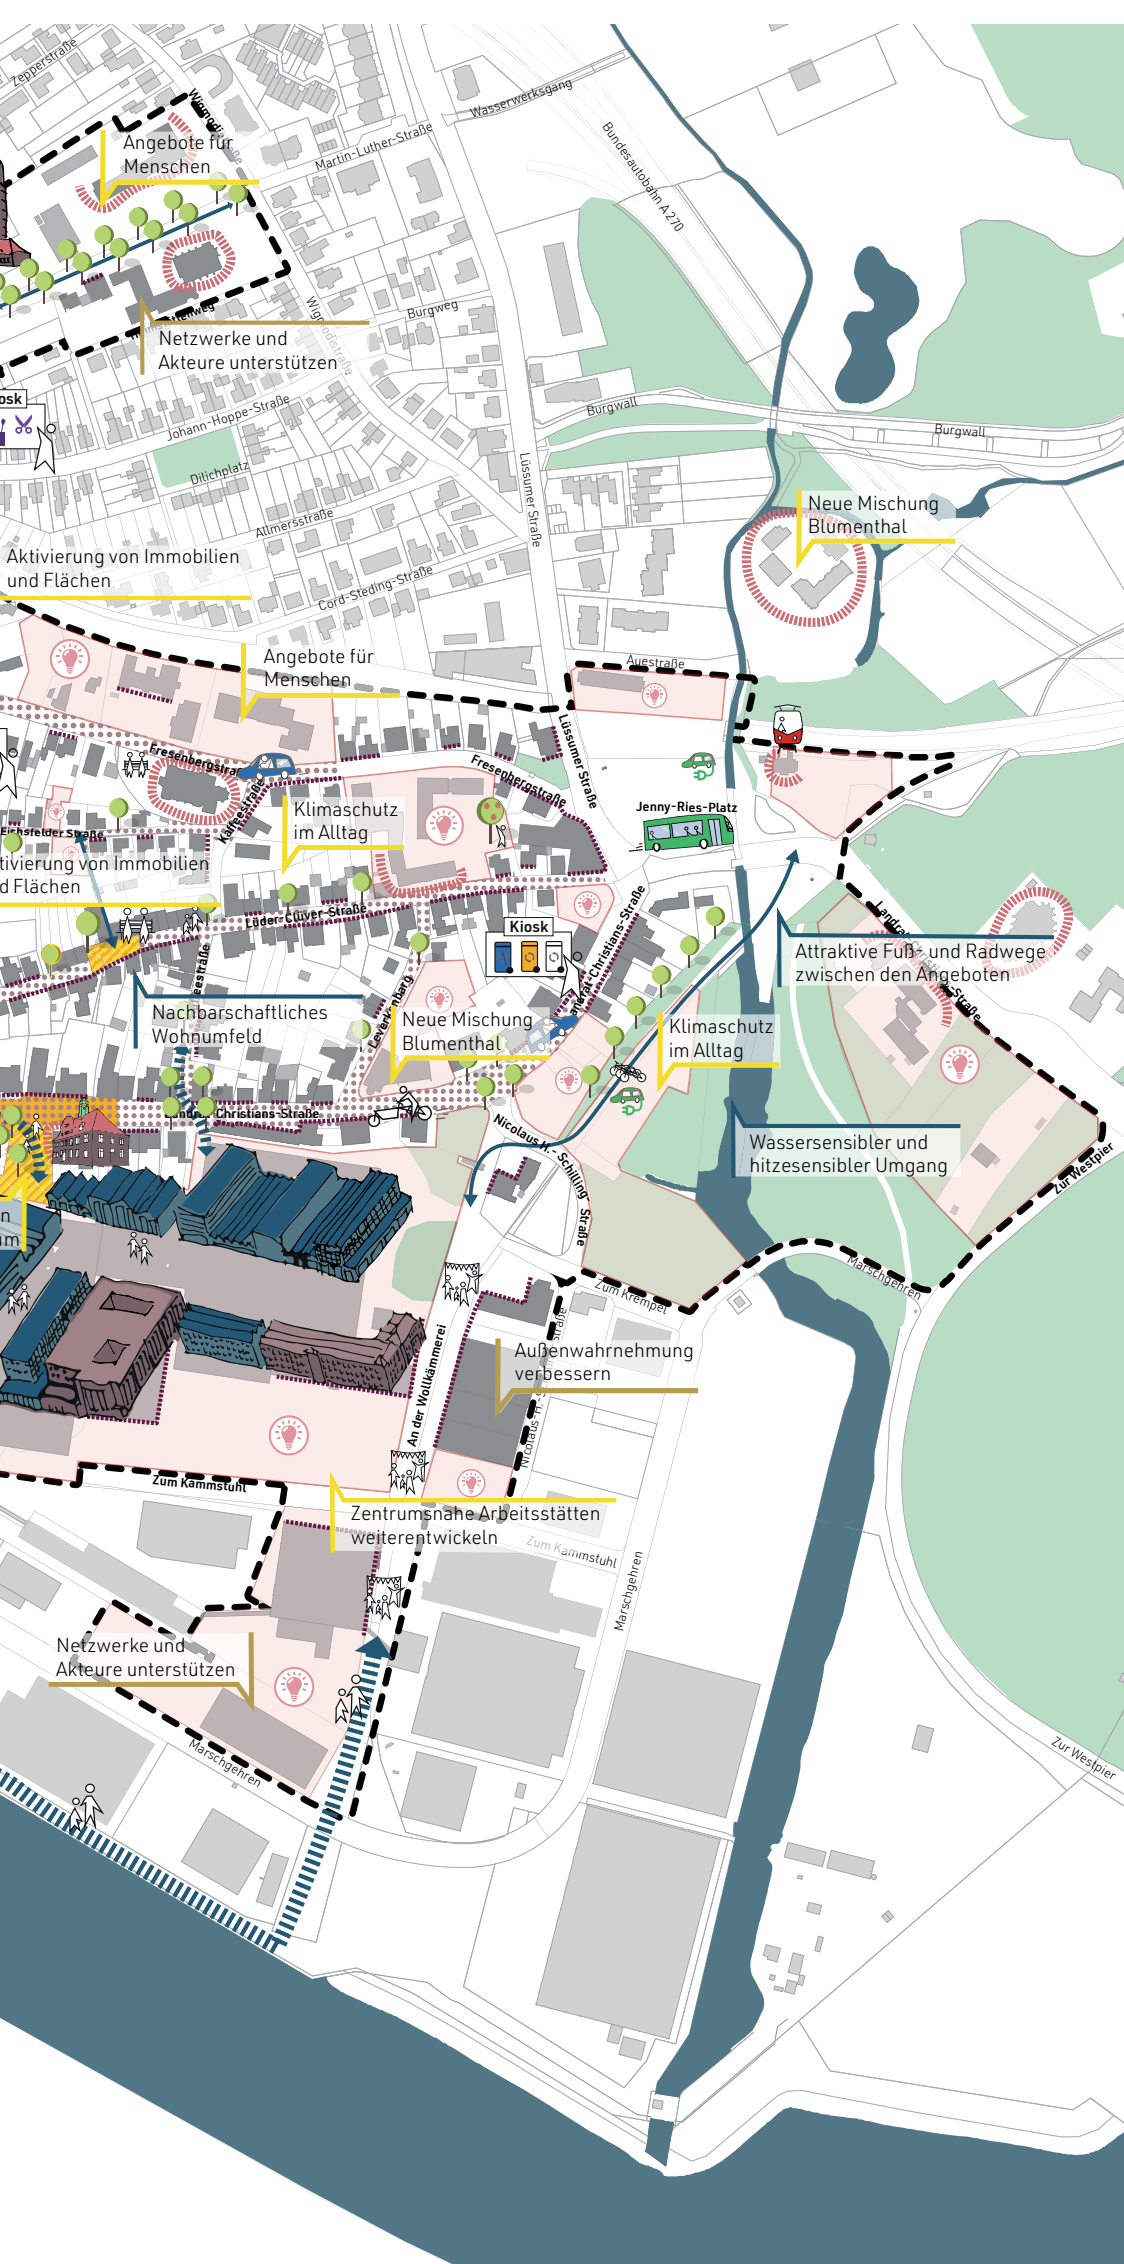 Zepperstraße
Wasserwerksgang
Martin-Luther-Straße
Bundesautobahn A 270
Angebote für
Menschen
Burgweg
Wigmodistraße
Netzwerke und
Akteure unterstützen
Johann-Hoppe-Straße
Burgwall
Burgwall
Dilichplatz
Lüssumer Straße
Allmersstraße
Neue Mischung
Blumenthal
Aktivierung von Immobilien
und Flächen
Cord-Steding-Straße
Angebote für
Menschen
Auestraße
Lüssumer Straße
Fresenbergstraße
Kaffeestraße
Klimaschutz
im Alltag
Jenny-Ries-Platz
Eichsfelder Straße
tivierung von Immobilien
d Flächen
Lüder-Clüver-Straße
Kiosk
Attraktive Fuß- und Radwege
zwischen den Angeboten
Nachbarschaftliches
Wohnumfeld
Neue Mischung
Blumenthal
Klimaschutz
im Alltag
Wassersensibler und
hitzesensibler Umgang
Zur Westpier
Nicolaus H.- Schilling Straße
Marschgehren
Zum Krempel
An der Wollkämmerei
Außenwahrnehmung
verbessern
Zum Kammstuhl
Zentrumsnahe Arbeitsstätten
weiterentwickeln
Zum Kammstuhl
Marschgehren
Netzwerke und
Akteure unterstützen
Marschgehren
Zur Westpier